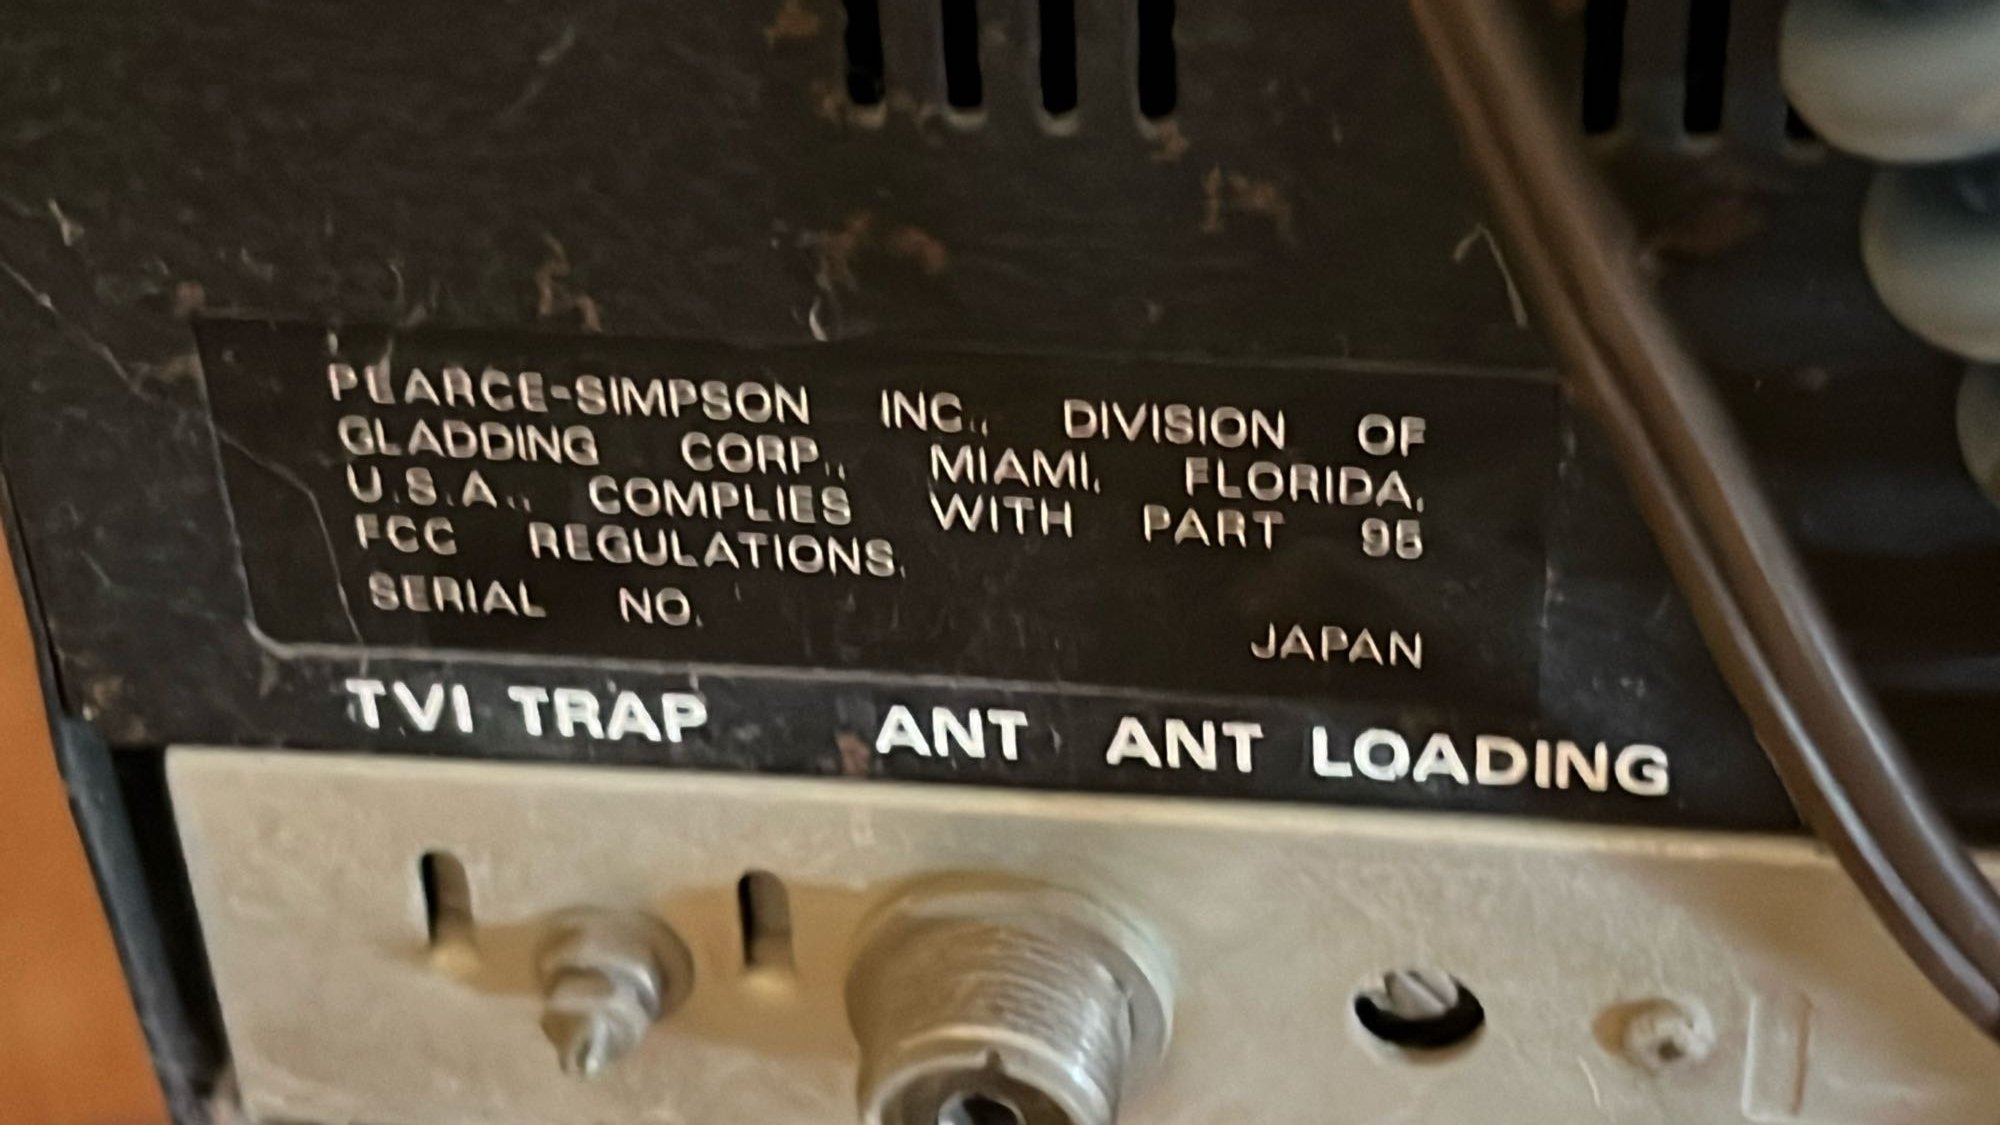 PEARCE-SIMPSON INC., DIVISION OF
GLADDING CORP., MIAMI, FLORIDA,
U.S.A., COMPLIES WITH PART 95
FCC REGULATIONS.
SERIAL NO.
JAPAN
TVI TRAP ANT ANT LOADING